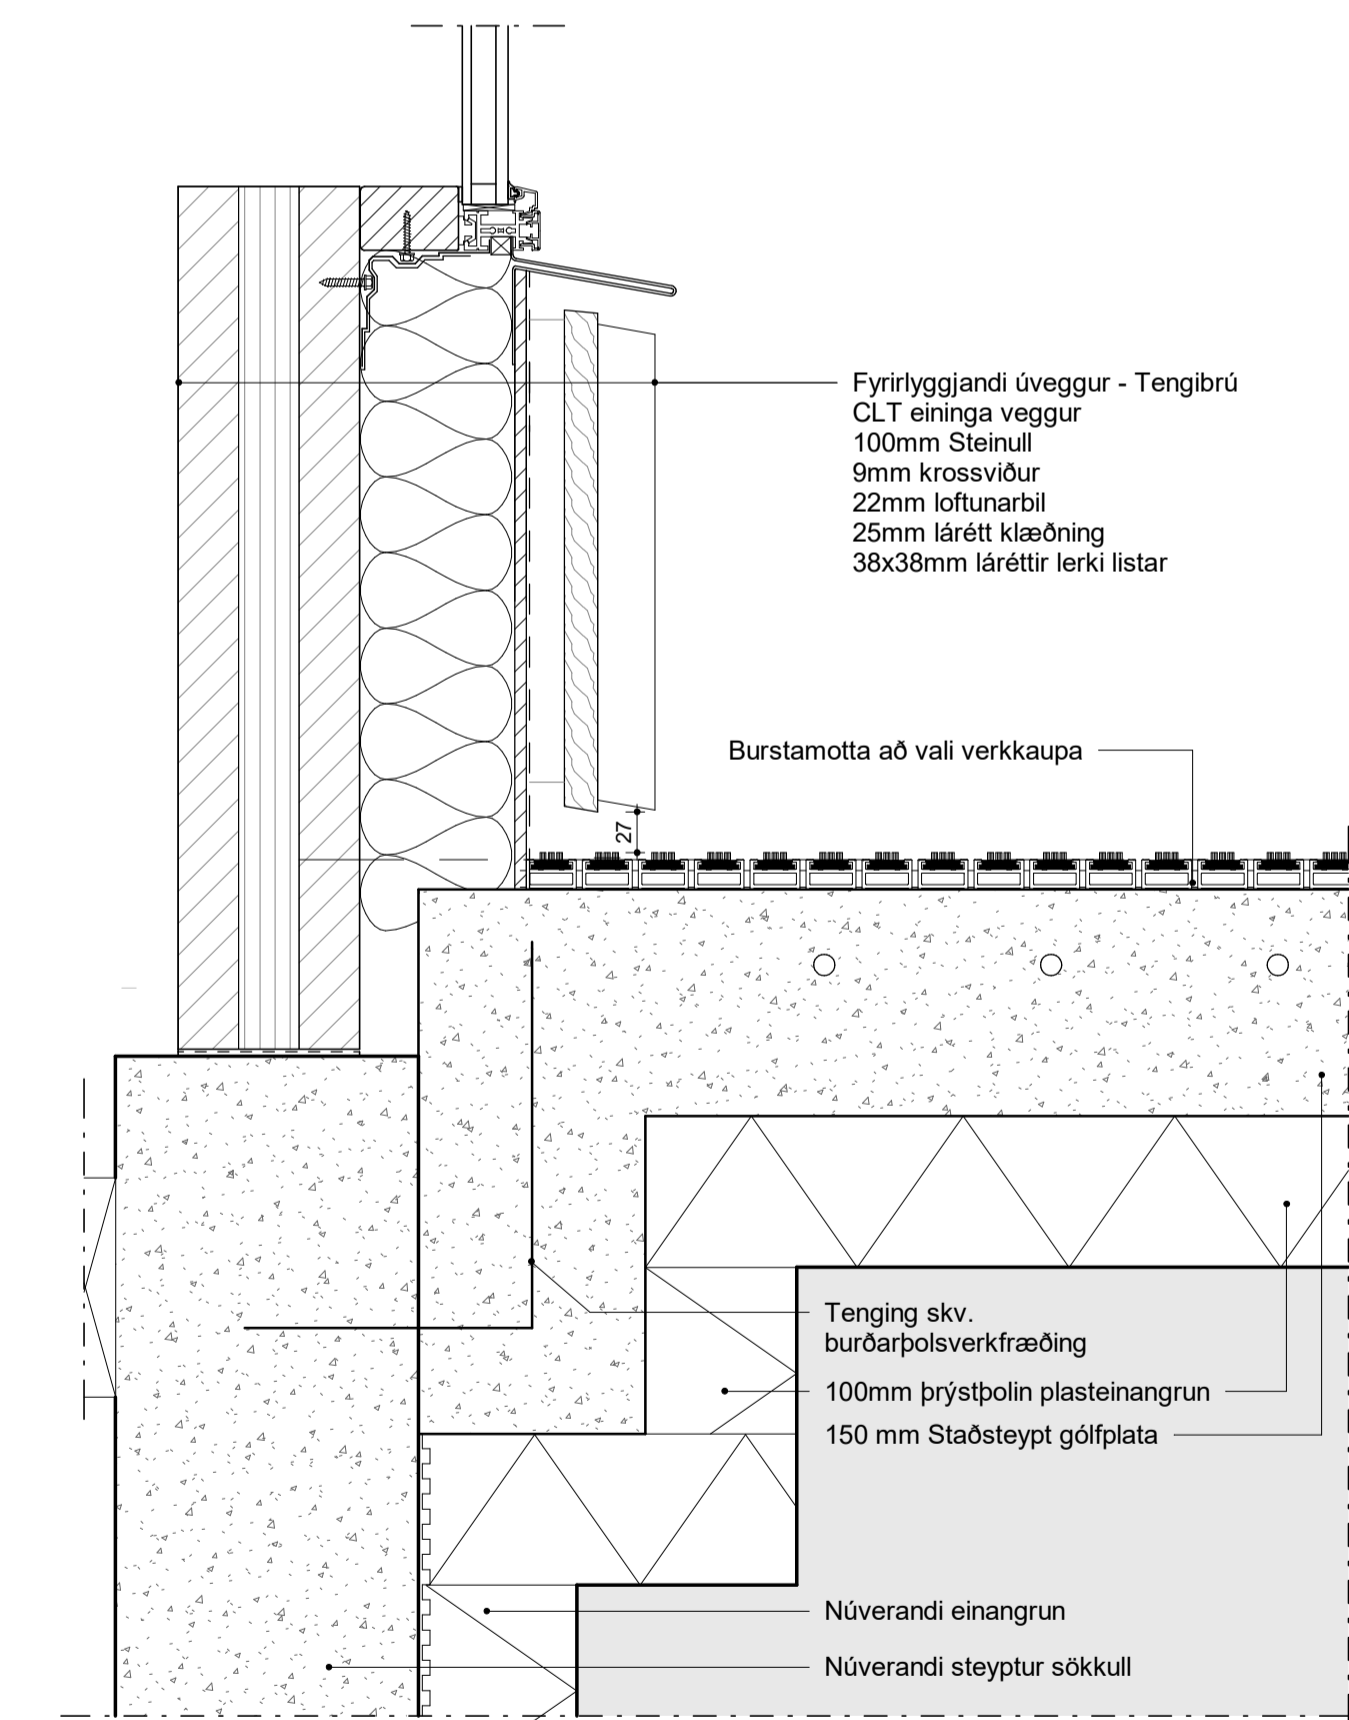 Fyrirlyggjandi úveggur - Tengibrú
CLT eininga veggur
100mm Steinull
9mm krossviður
22mm loftunarbil
25mm lárétt klæðning
38x38mm láréttir lerki listar
Burstamotta að vali verkkaupa
27
Tenging skv.
burðarþolsverkfræðing
100mm þrýstþolin plasteinangrun
150 mm Staðsteypt gólfplata
Núverandi einangrun
Núverandi steyptur sökkull